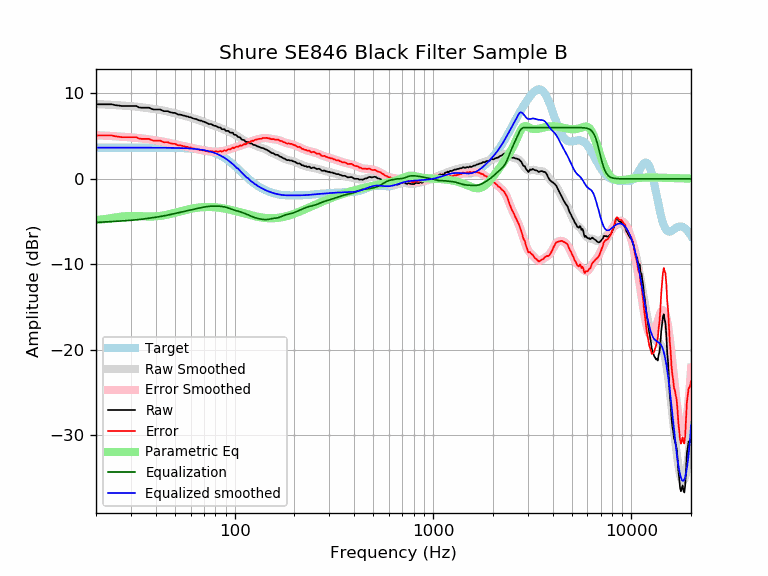 Shure SE846 Black Filter Sample B
10
0
−10
−20
−30
Amplitude (dBr)
Target
Raw Smoothed
Error Smoothed
Raw
Error
Parametric Eq
Equalization
Equalized smoothed
100
1000
10000
Frequency (Hz)